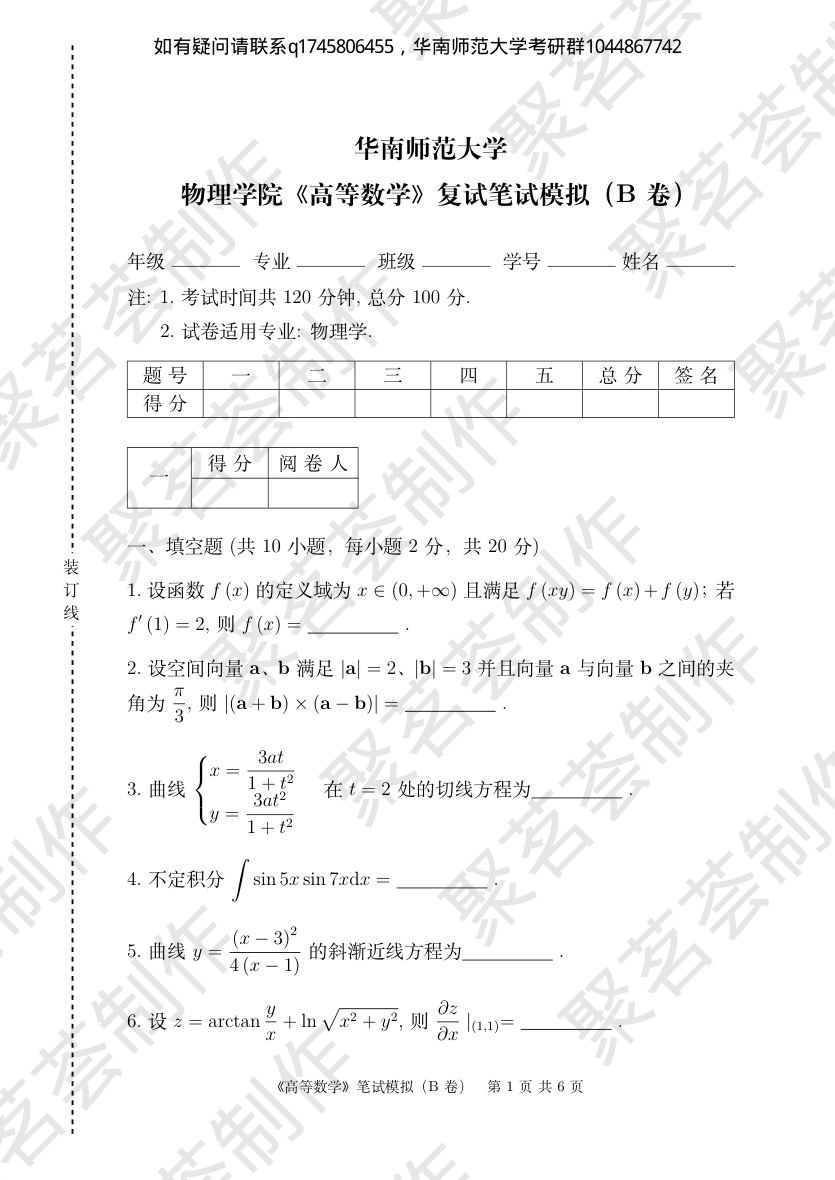 如有疑问请联系q1745806455，华南师范大学考研群1044867742
华南师范大学
物理学院《高等数学》复试笔试模拟（B 卷）
年级 ______ 专业 ______ 班级 ______ 学号 ______ 姓名 ______
注: 1. 考试时间共 120 分钟, 总分 100 分.
2. 试卷适用专业: 物理学.
题 号 一 二 三 四 五 总 分 签 名
得 分
一 得 分 阅 卷 人
一、填空题 (共 10 小题，每小题 2 分，共 20 分)
1. 设函数 f (x) 的定义域为 x ∈ (0, +∞) 且满足 f (xy) = f (x) + f (y)；若
f′ (1) = 2, 则 f (x) = ______ .
2. 设空间向量 a、b 满足 |a| = 2、|b| = 3 并且向量 a 与向量 b 之间的夹
角为 π/3, 则 |(a + b) × (a − b)| = ______ .
3. 曲线 { x = 3at/(1 + t²) y = 3at²/(1 + t²) 在 t = 2 处的切线方程为______ .
4. 不定积分 ∫ sin 5x sin 7xdx = ______ .
5. 曲线 y = (x − 3)²/(4 (x − 1)) 的斜渐近线方程为______ .
6. 设 z = arctan y/x + ln √(x² + y²), 则 ∂z/∂x |(1,1)= ______ .
装
订
线
《高等数学》笔试模拟（B 卷） 第 1 页 共 6 页
聚茗荟制作